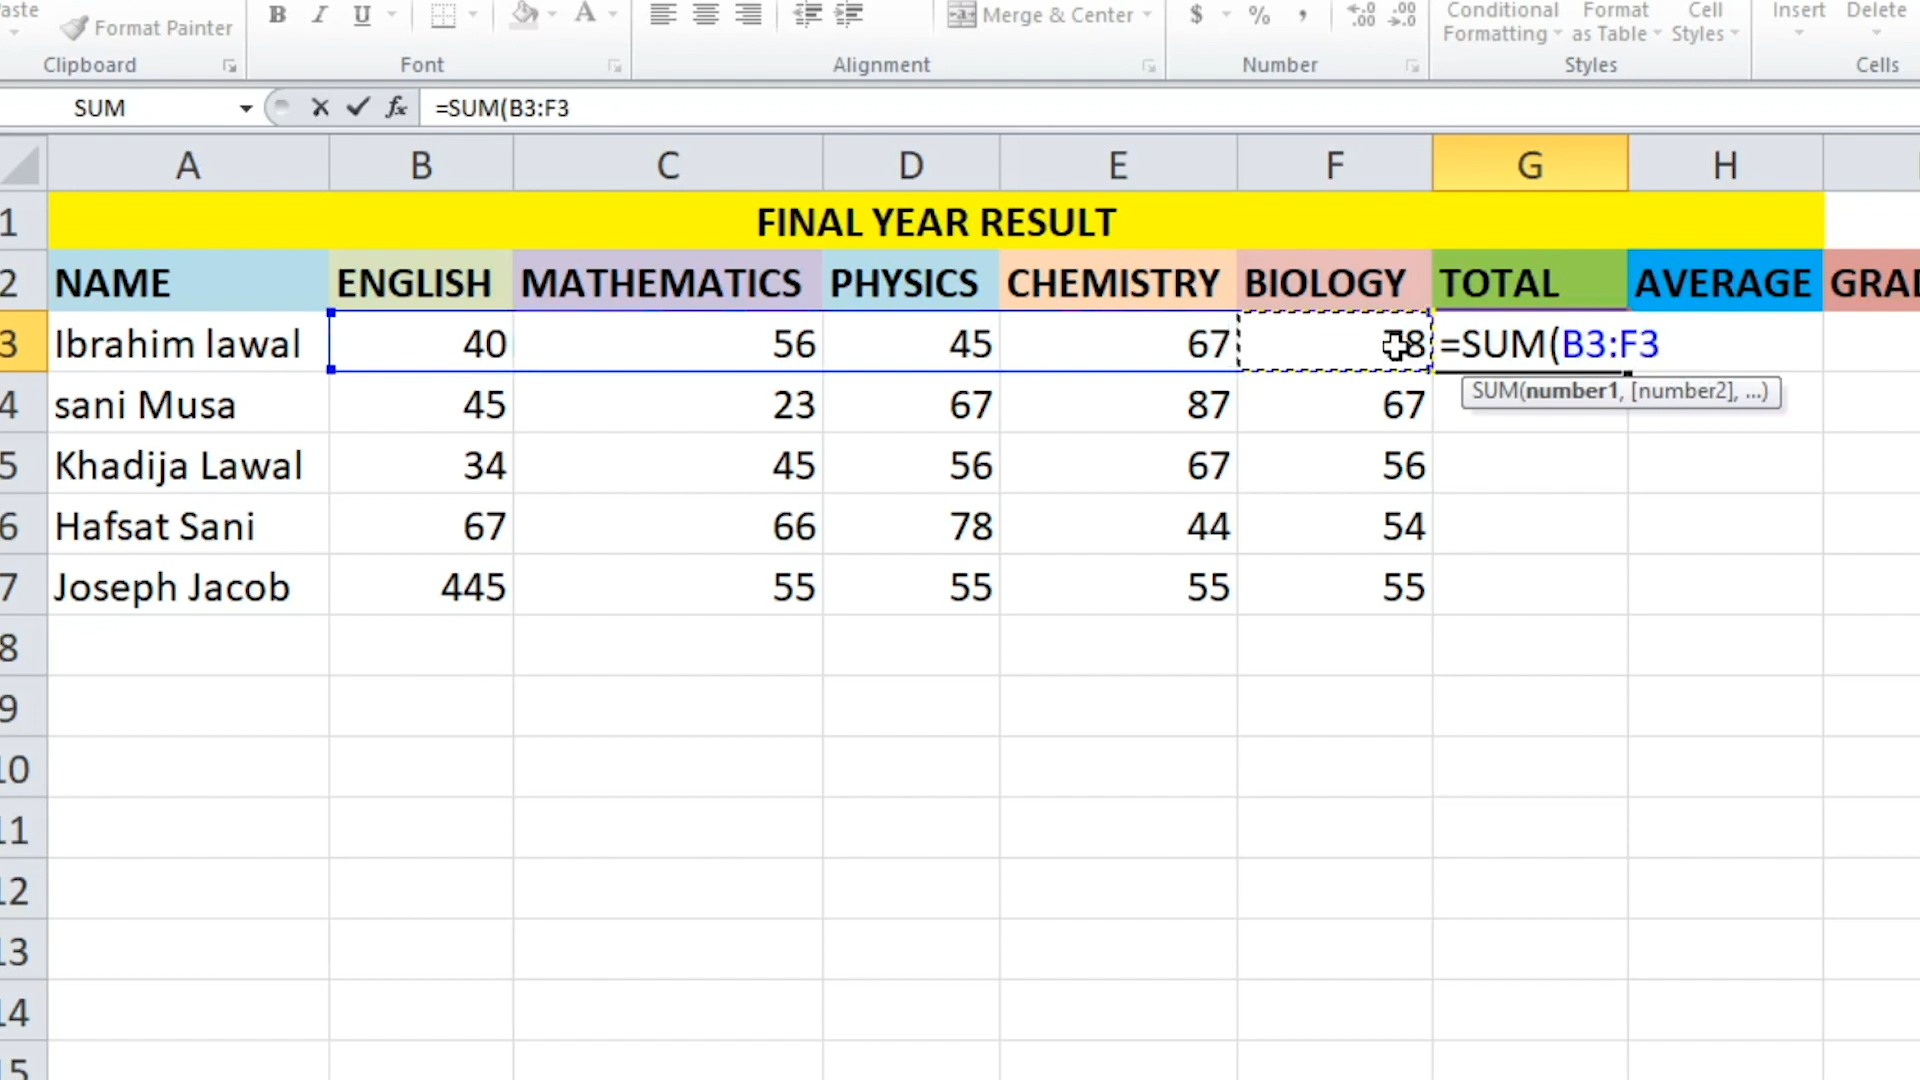 Format Painter
B I U A
Merge & Center
$ % ,
Conditional Formatting
Format as Table
Cell Styles
Insert Delete
Clipboard Font Alignment Number Styles Cells
SUM fx =SUM(B3:F3
A B C D E F G H
1 FINAL YEAR RESULT
2 NAME ENGLISH MATHEMATICS PHYSICS CHEMISTRY BIOLOGY TOTAL AVERAGE
3 Ibrahim lawal 40 56 45 67 =SUM(B3:F3
SUM(number1, [number2], ...)
4 sani Musa 45 23 67 87 67
5 Khadija Lawal 34 45 56 67 56
6 Hafsat Sani 67 66 78 44 54
7 Joseph Jacob 445 55 55 55 55
8
9
10
11
12
13
14
15